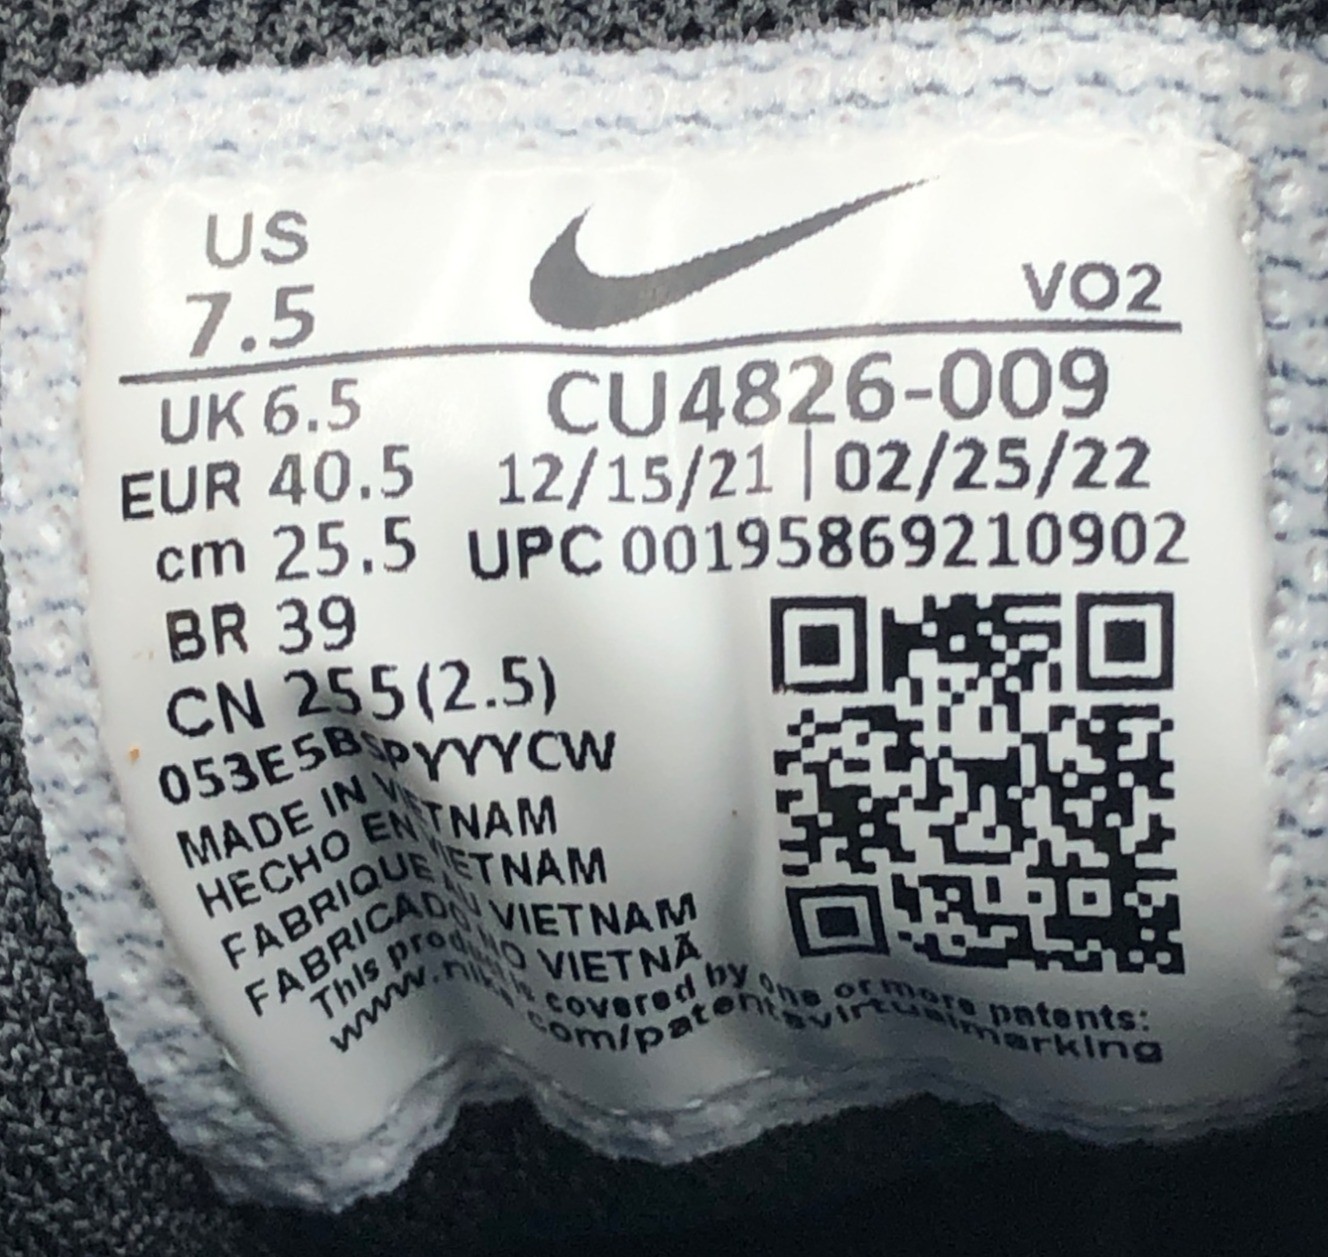 US
7.5
VO2
UK 6.5
CU4826-009
EUR 40.5
12/15/21 | 02/25/22
cm 25.5
UPC 00195869210902
BR 39
CN 255(2.5)
053E5BSPYYYCW
MADE IN VIETNAM
HECHO EN VIETNAM
FABRIQUE AU VIETNAM
FABRICADO NO VIETNÃ
This product is covered by one or more patents:
www.nike.com/patentsvirtualmarking